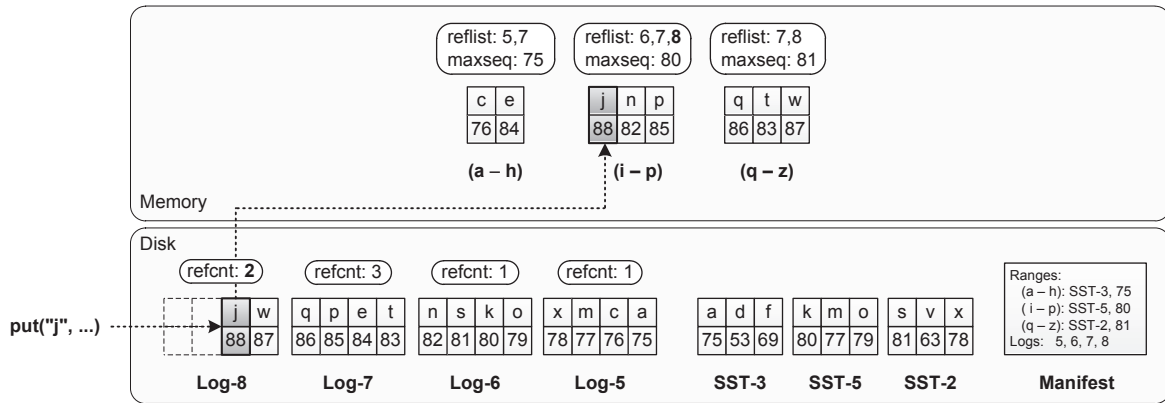 reflist: 5,7
maxseq: 75
reflist: 6,7,8
maxseq: 80
reflist: 7,8
maxseq: 81
c e
76 84
(a – h)
j n p
88 82 85
(i – p)
q t w
86 83 87
(q – z)
Memory
Disk
refcnt: 2
refcnt: 3
refcnt: 1
refcnt: 1
put("j", ...)
j w
88 87
Log-8
q p e t
86 85 84 83
Log-7
n s k o
82 81 80 79
Log-6
x m c a
78 77 76 75
Log-5
a d f
75 53 69
SST-3
k m o
80 77 79
SST-5
s v x
81 63 78
SST-2
Ranges:
(a – h): SST-3, 75
( i – p): SST-5, 80
(q – z): SST-2, 81
Logs: 5, 6, 7, 8
Manifest